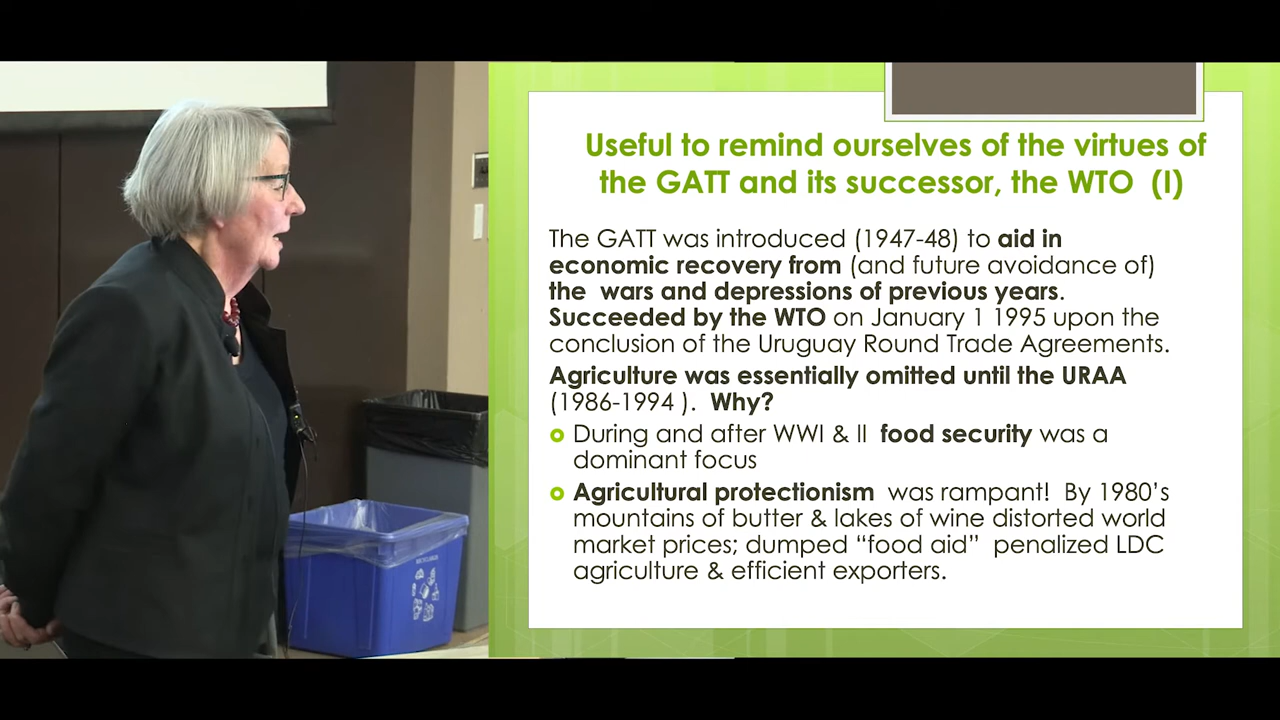 Useful to remind ourselves of the virtues of
the GATT and its successor, the WTO (I)
The GATT was introduced (1947-48) to aid in
economic recovery from (and future avoidance of)
the wars and depressions of previous years.
Succeeded by the WTO on January 1 1995 upon the
conclusion of the Uruguay Round Trade Agreements.
Agriculture was essentially omitted until the URAA
(1986-1994 ). Why?
During and after WWI & II food security was a
dominant focus
Agricultural protectionism was rampant! By 1980’s
mountains of butter & lakes of wine distorted world
market prices; dumped “food aid” penalized LDC
agriculture & efficient exporters.